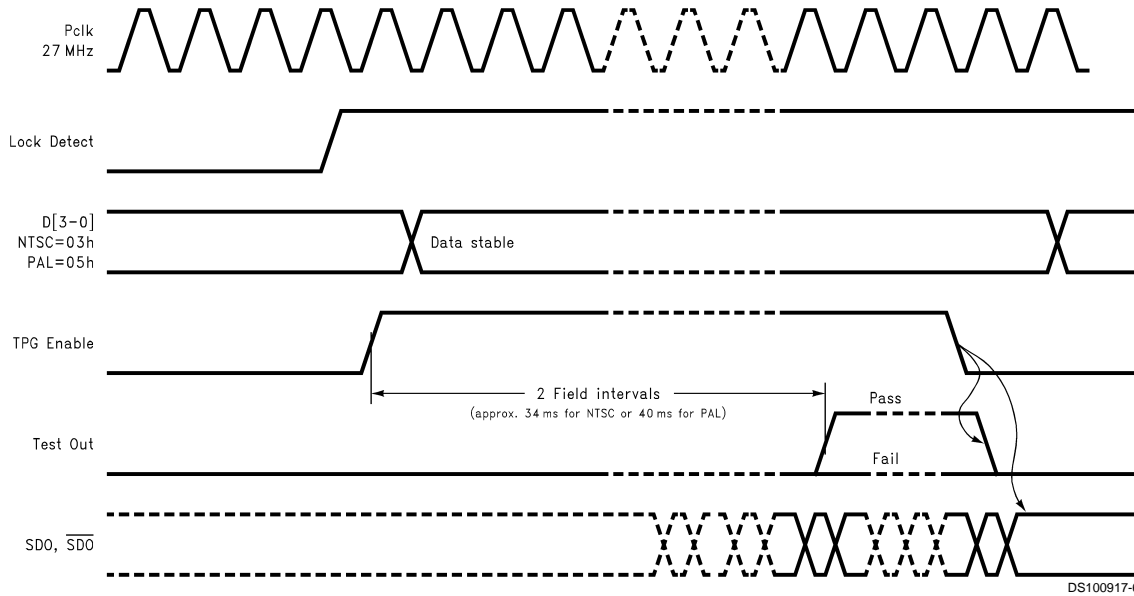 Pclk
27 MHz
Lock Detect
D[3-0]
NTSC=03h
PAL=05h
Data stable
TPG Enable
2 Field intervals
(approx. 34 ms for NTSC or 40 ms for PAL)
Pass
Test Out
Fail
SDO, SDO